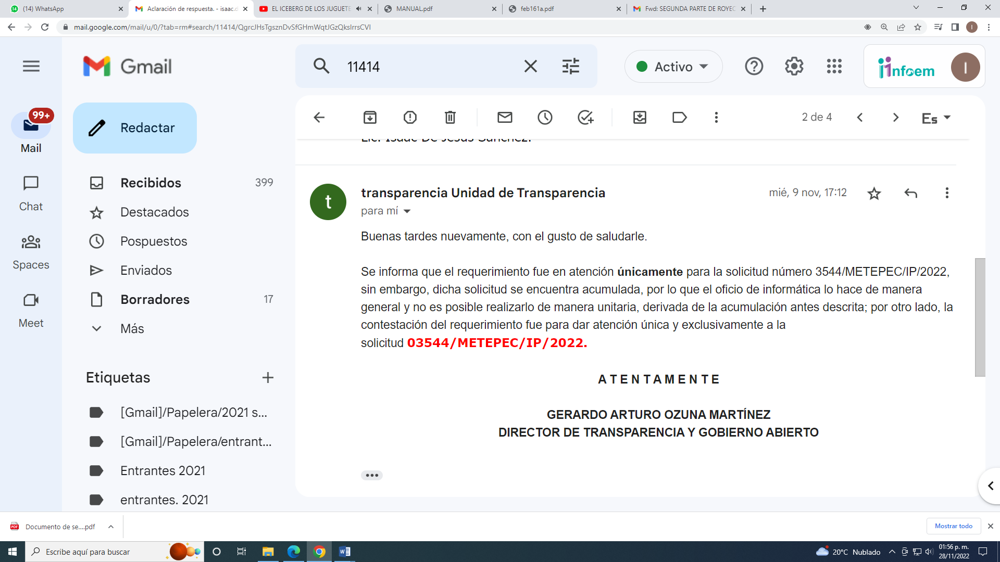 (14) WhatsApp
Aclaración de respuesta. - isaac.d
EL ICEBERG DE LOS JUGUETE
MANUAL.pdf
feb161a.pdf
Fwd: SEGUNDA PARTE DE ROYEC
mail.google.com/mail/u/0/?tab=rm#search/11414/QgrcJHsTgsznDvSfGHmWqtJGzQkslrrsCVl
Gmail
11414
Activo
infoem
I
99+
Mail
Chat
Spaces
Meet
Redactar
Recibidos 399
Destacados
Pospuestos
Enviados
Borradores 17
Más
Etiquetas
[Gmail]/Papelera/2021 s...
[Gmail]/Papelera/entrant...
Entrantes 2021
entrantes. 2021
2 de 4
Es
Lic. Isaac De Jesús Sánchez.
t
transparencia Unidad de Transparencia
mié, 9 nov, 17:12
para mí
Buenas tardes nuevamente, con el gusto de saludarle.
Se informa que el requerimiento fue en atención únicamente para la solicitud número 3544/METEPEC/IP/2022,
sin embargo, dicha solicitud se encuentra acumulada, por lo que el oficio de informática lo hace de manera
general y no es posible realizarlo de manera unitaria, derivada de la acumulación antes descrita; por otro lado, la
contestación del requerimiento fue para dar atención única y exclusivamente a la
solicitud 03544/METEPEC/IP/2022.
A T E N T A M E N T E
GERARDO ARTURO OZUNA MARTÍNEZ
DIRECTOR DE TRANSPARENCIA Y GOBIERNO ABIERTO
Documento de se....pdf
Mostrar todo
Escribe aquí para buscar
20°C Nublado
01:56 p. m.
28/11/2022